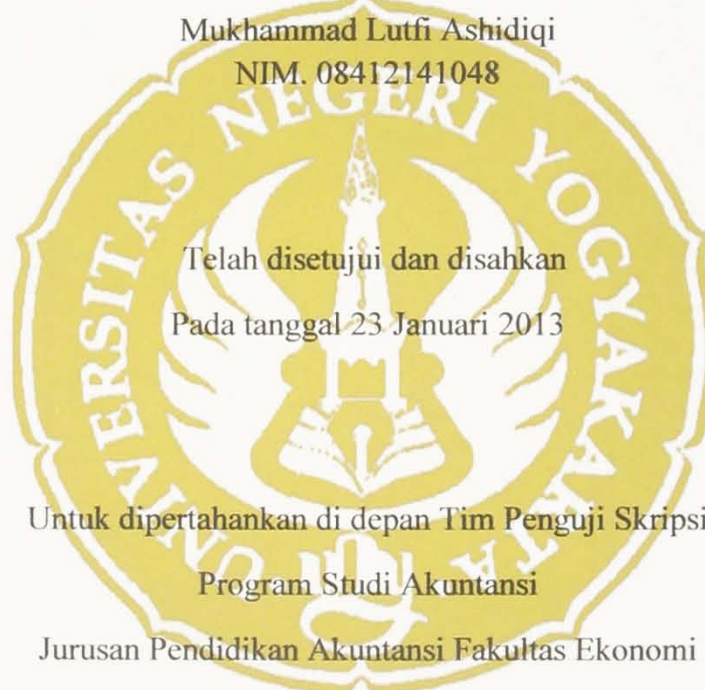 Mukhammad Lutfi Ashidiqi
NIM. 08412141048
UNIVERSITAS NEGERI YOGYAKARTA
Telah disetujui dan disahkan
Pada tanggal 23 Januari 2013
Untuk dipertahankan di depan Tim Penguji Skripsi
Program Studi Akuntansi
Jurusan Pendidikan Akuntansi Fakultas Ekonomi